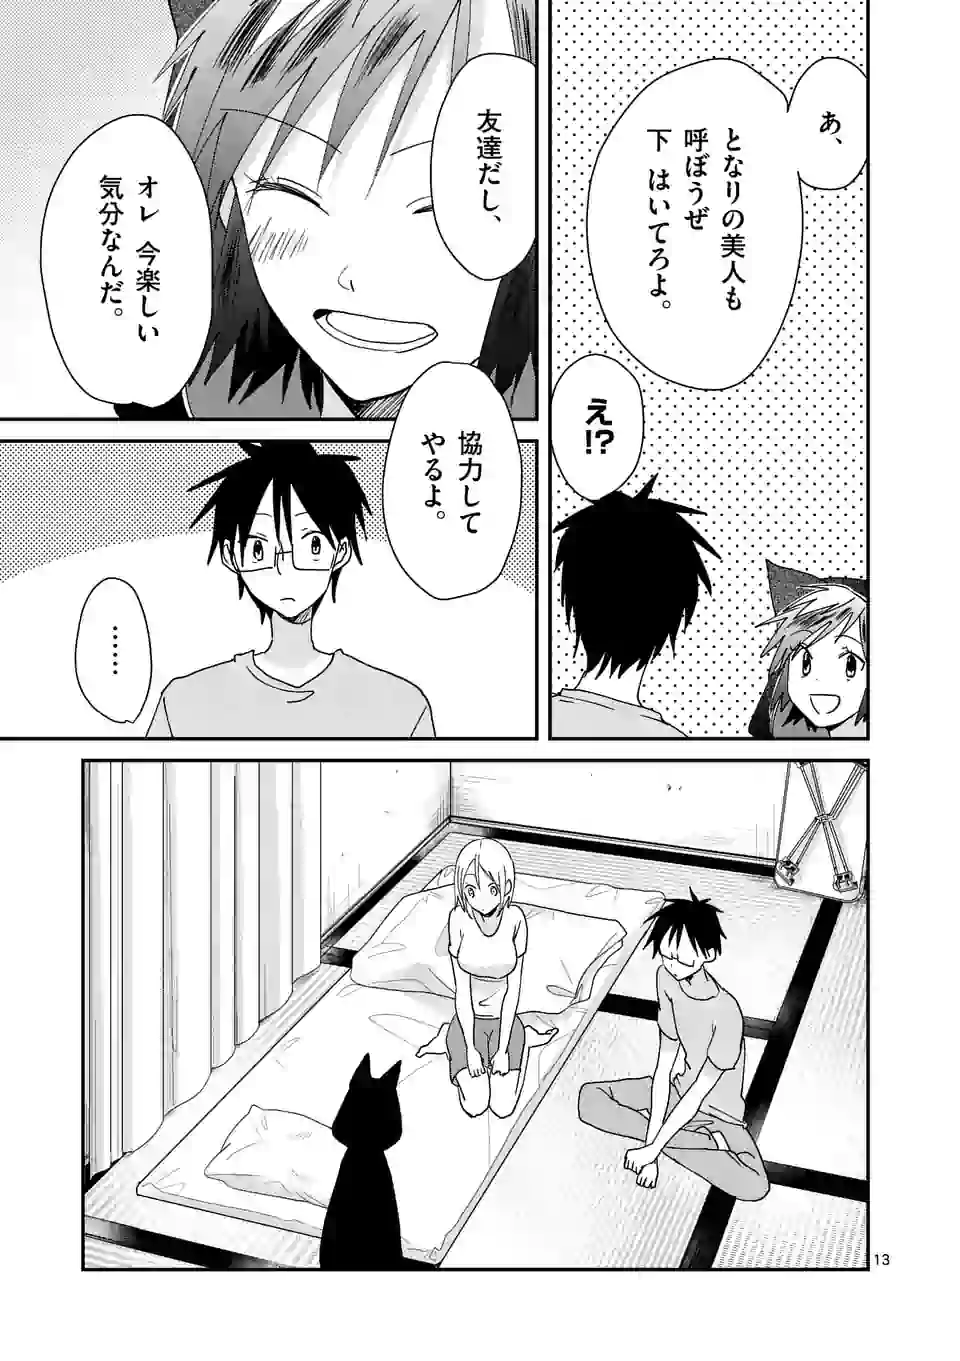 あ、
となりの美人も
呼ぼうぜ
下 はいてろよ。
え!?
友達だし、
オレ 今楽しい
気分なんだ。
協力して
やるよ。
……
13